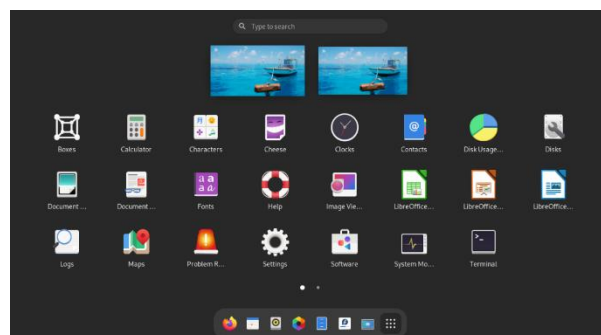 Type to search
Boxes Calculator Characters Cheese Clocks Contacts Disk Usage... Disks
Document ... Document ... Fonts Help Image Vie... LibreOffice... LibreOffice... LibreOffice...
Logs Maps Problem R... Settings Software System Mo... Terminal